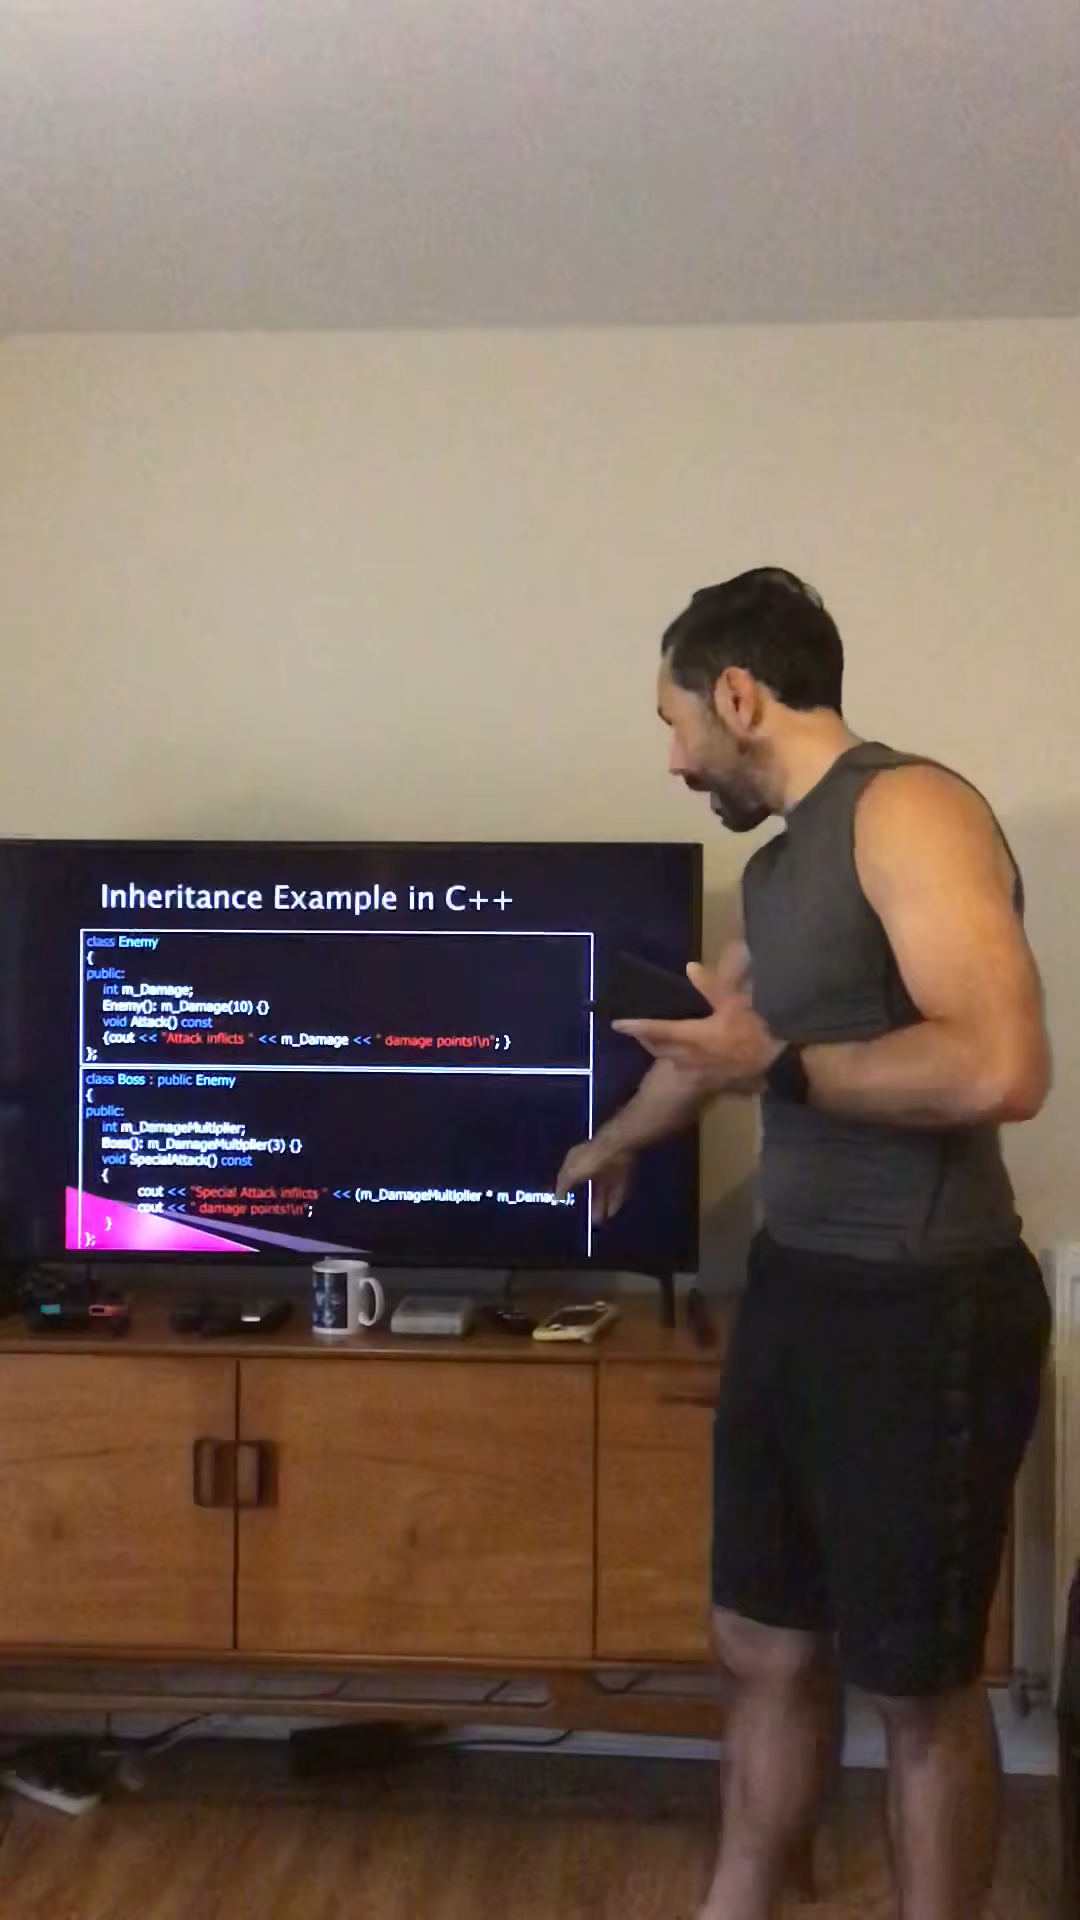 Inheritance Example in C++
class Enemy
{
public:
int m_Damage;
Enemy(): m_Damage(10) {}
void Attack() const
{cout << "Attack inflicts " << m_Damage << " damage points!\n"; }
};
class Boss : public Enemy
{
public:
int m_DamageMultiplier;
Boss(): m_DamageMultiplier(3) {}
void SpecialAttack() const
{
cout << "Special Attack inflicts " << (m_DamageMultiplier * m_Damage);
cout << " damage points!\n";
}
};